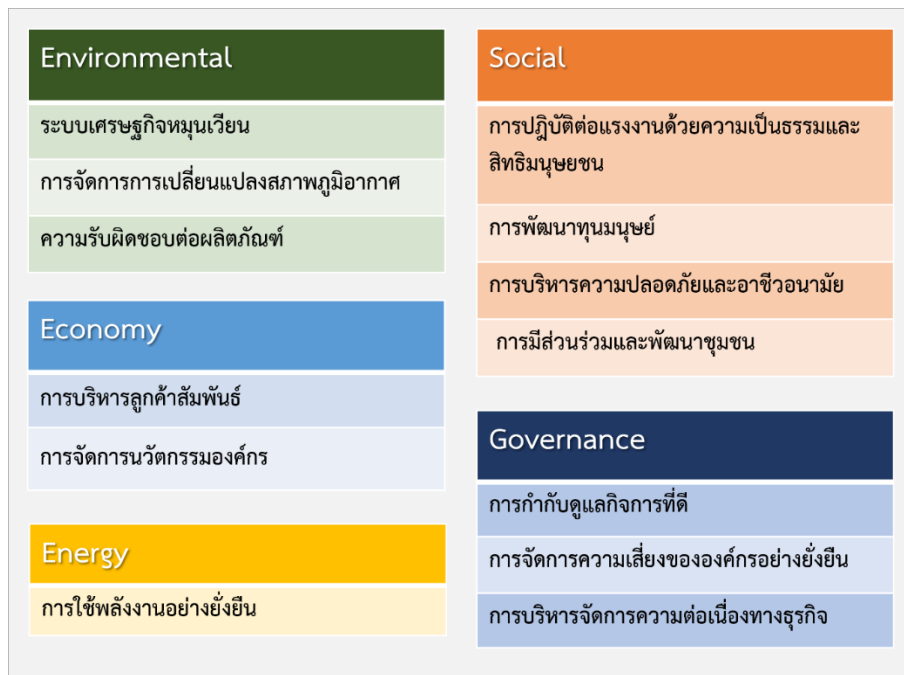 Environmental
ระบบเศรษฐกิจหมุนเวียน
การจัดการการเปลี่ยนแปลงสภาพภูมิอากาศ
ความรับผิดชอบต่อผลิตภัณฑ์
Economy
การบริหารลูกค้าสัมพันธ์
การจัดการนวัตกรรมองค์กร
Energy
การใช้พลังงานอย่างยั่งยืน
Social
การปฎิบัติต่อแรงงานด้วยความเป็นธรรมและ
สิทธิมนุษยชน
การพัฒนาทุนมนุษย์
การบริหารความปลอดภัยและอาชีวอนามัย
การมีส่วนร่วมและพัฒนาชุมชน
Governance
การกำกับดูแลกิจการที่ดี
การจัดการความเสี่ยงขององค์กรอย่างยั่งยืน
การบริหารจัดการความต่อเนื่องทางธุรกิจ